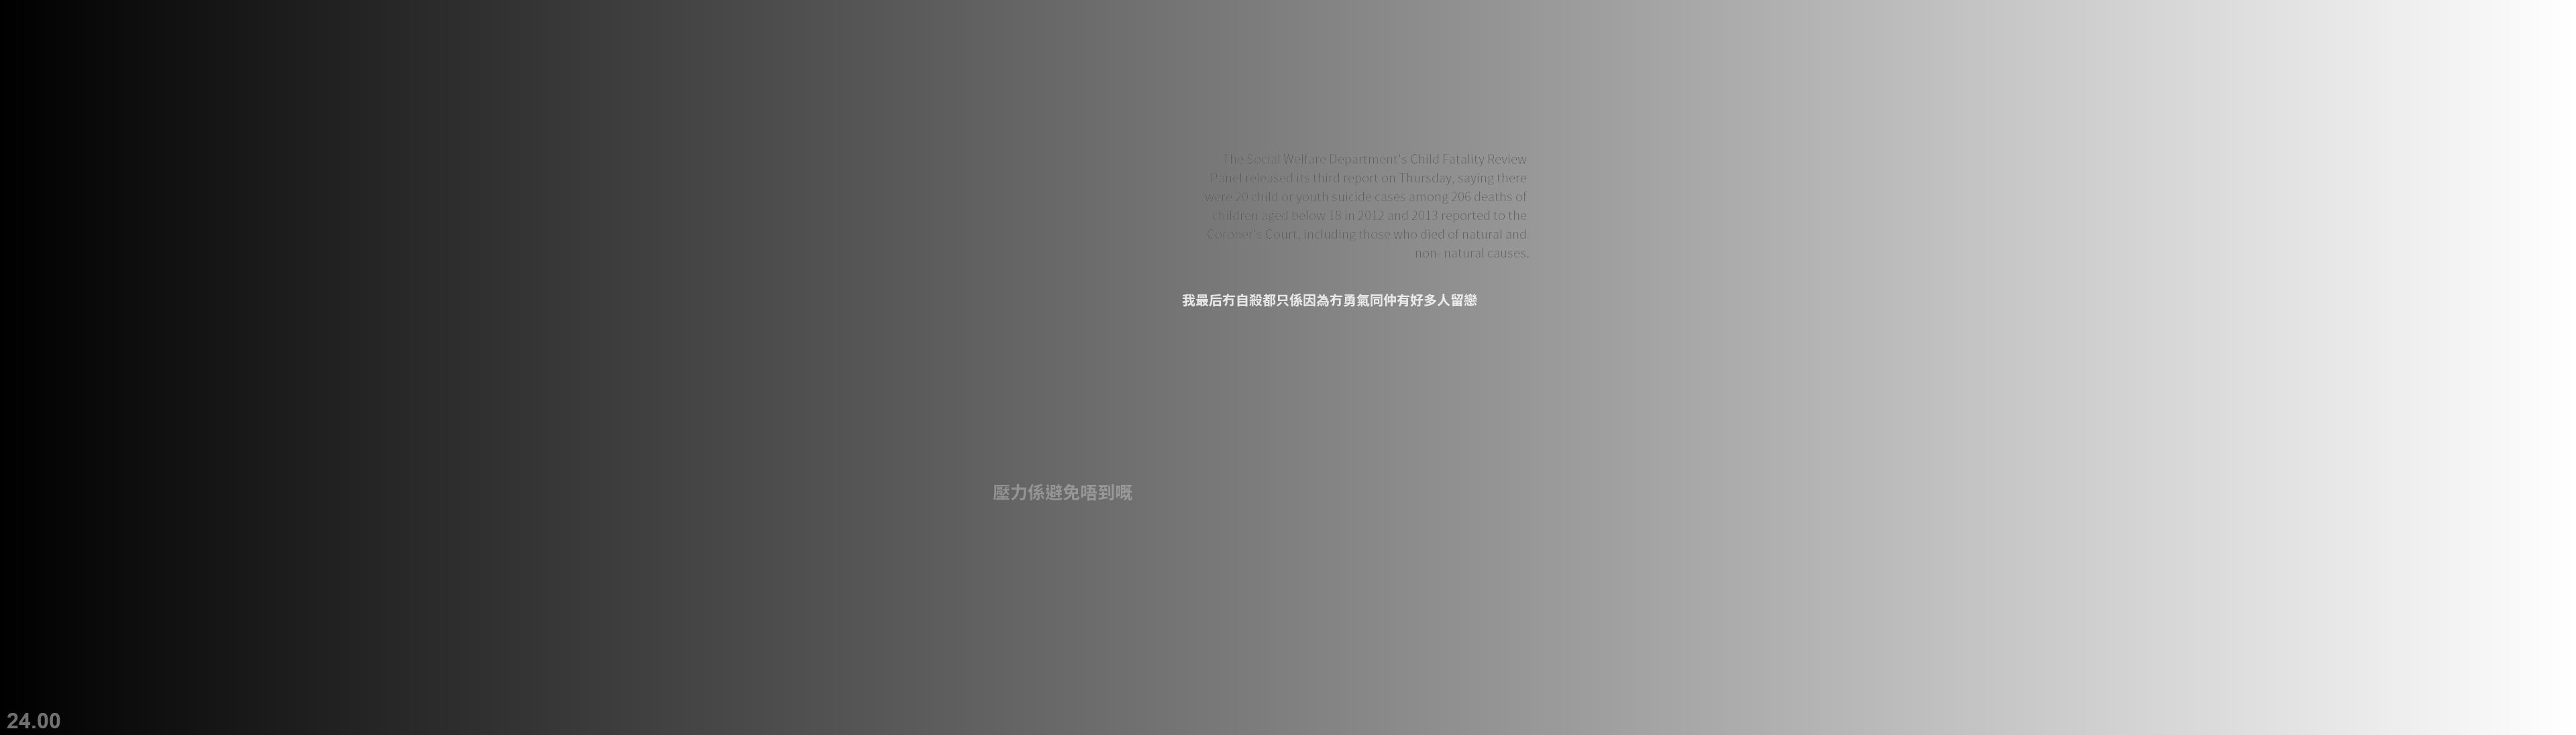 The Social Welfare Department's Child Fatality Review
Panel released its third report on Thursday, saying there
were 20 child or youth suicide cases among 206 deaths of
children aged below 18 in 2012 and 2013 reported to the
Coroner's Court, including those who died of natural and
non- natural causes.
我最后冇自殺都只係因為冇勇氣同仲有好多人留戀
壓力係避免唔到嘅
24.00